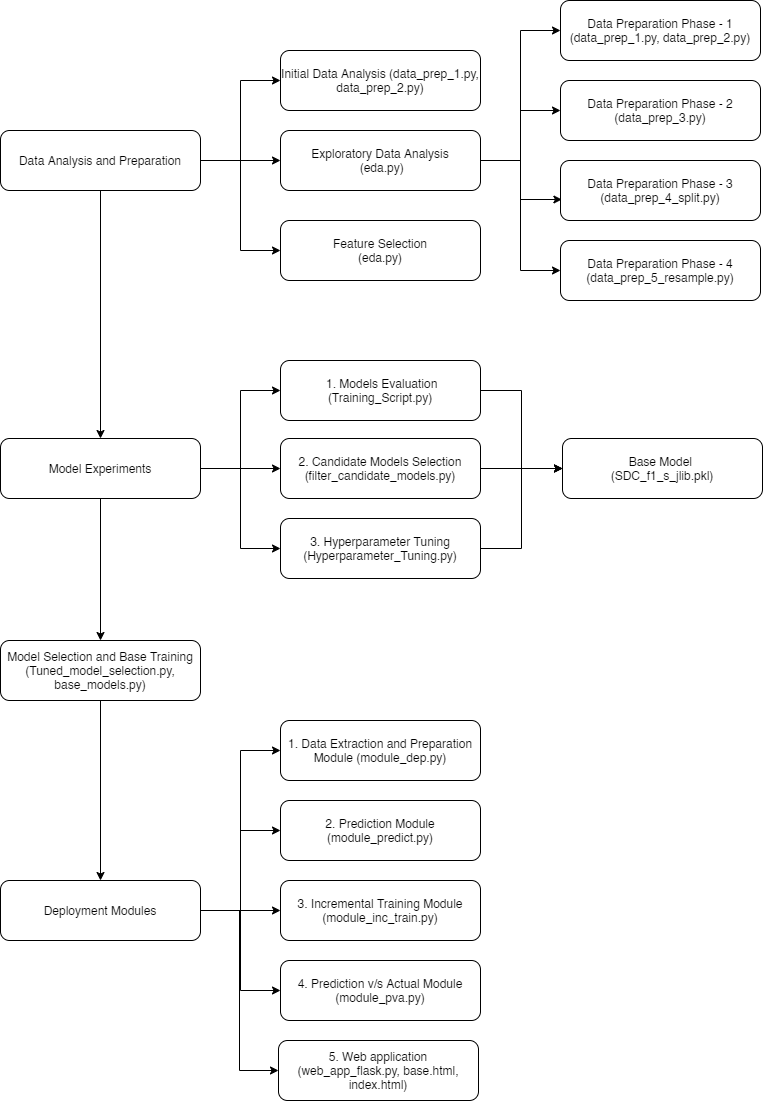 Data Preparation Phase - 1
(data_prep_1.py, data_prep_2.py)
Initial Data Analysis (data_prep_1.py,
data_prep_2.py)
Data Preparation Phase - 2
(data_prep_3.py)
Data Analysis and Preparation
Exploratory Data Analysis
(eda.py)
Data Preparation Phase - 3
(data_prep_4_split.py)
Feature Selection
(eda.py)
Data Preparation Phase - 4
(data_prep_5_resample.py)
1. Models Evaluation
(Training_Script.py)
Model Experiments
2. Candidate Models Selection
(filter_candidate_models.py)
Base Model
(SDC_f1_s_jlib.pkl)
3. Hyperparameter Tuning
(Hyperparameter_Tuning.py)
Model Selection and Base Training
(Tuned_model_selection.py,
base_models.py)
1. Data Extraction and Preparation
Module (module_dep.py)
2. Prediction Module
(module_predict.py)
Deployment Modules
3. Incremental Training Module
(module_inc_train.py)
4. Prediction v/s Actual Module
(module_pva.py)
5. Web application
(web_app_flask.py, base.html,
index.html)